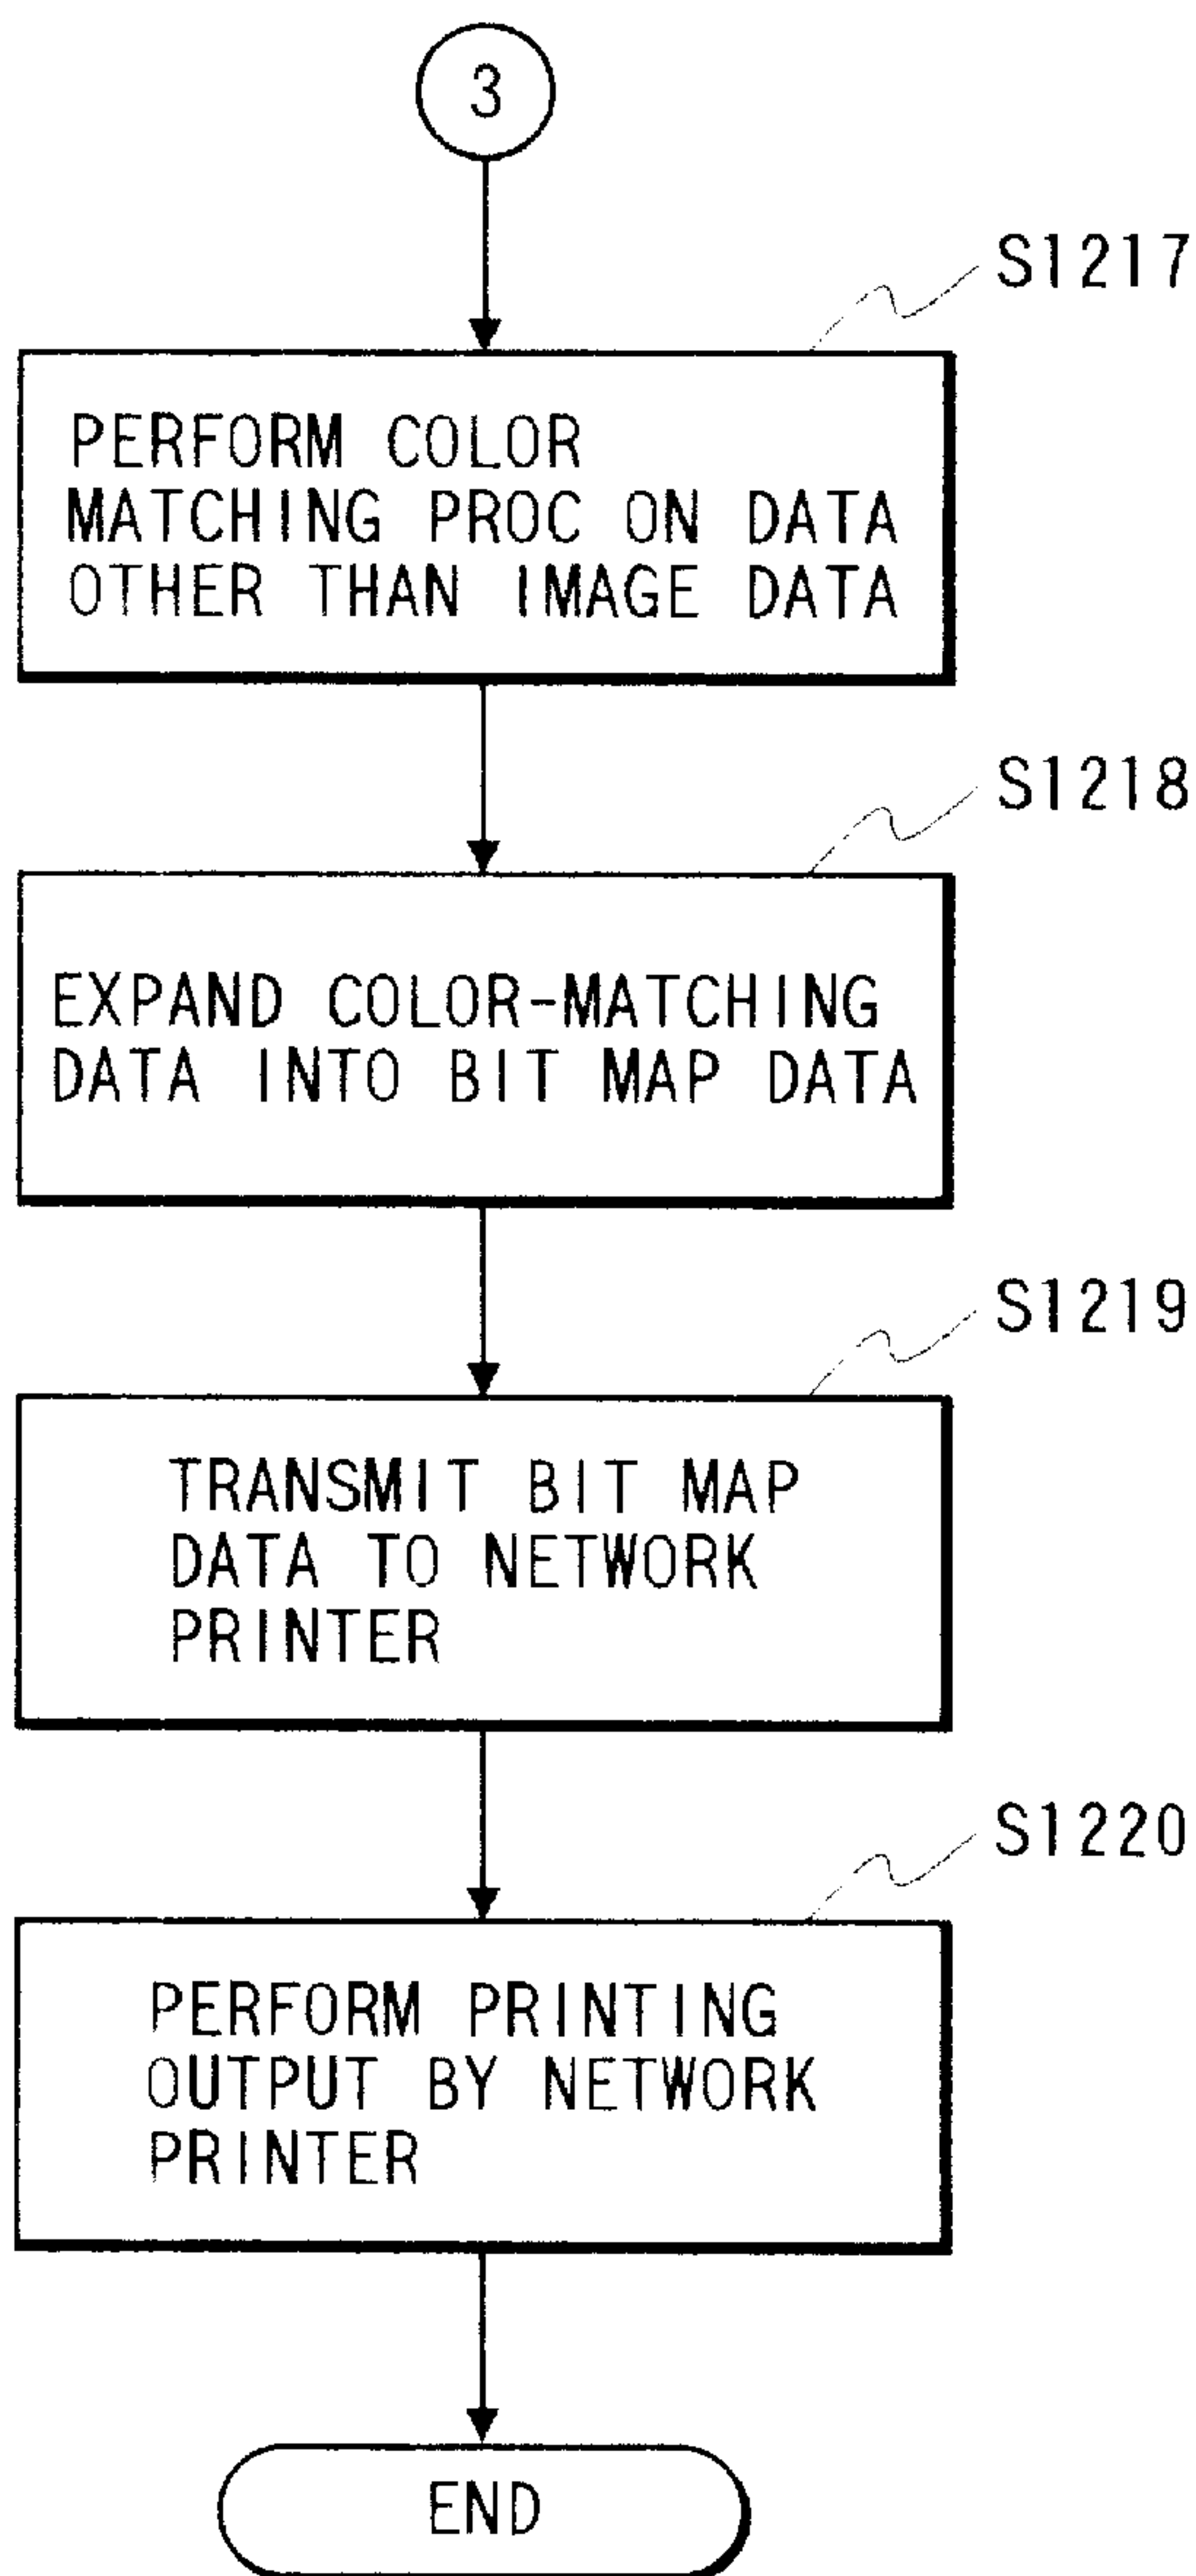 3
S1217
PERFORM COLOR
MATCHING PROC ON DATA
OTHER THAN IMAGE DATA
S1218
EXPAND COLOR-MATCHING
DATA INTO BIT MAP DATA
S1219
TRANSMIT BIT MAP
DATA TO NETWORK
PRINTER
S1220
PERFORM PRINTING
OUTPUT BY NETWORK
PRINTER
END